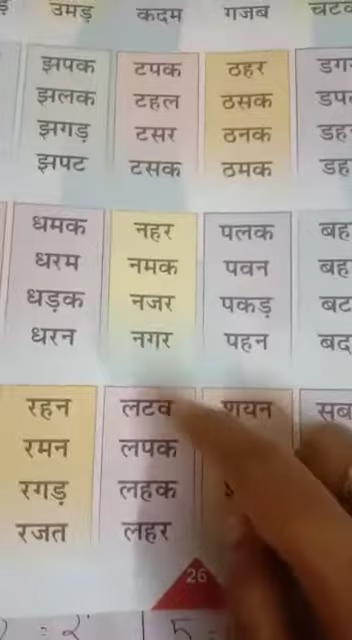 उमड़ कदम गजब
झपक टपक ठहर
झलक टहल ठसक
झगड़ टसर ठनक
झपट टसक ठमक
धमक नहर पलक
धरम नमक पवन
धड़क नजर पकड़
धरन नगर पहन
रहन शयन
रमन लपक
रगड़ लहक
रजत लहर
26